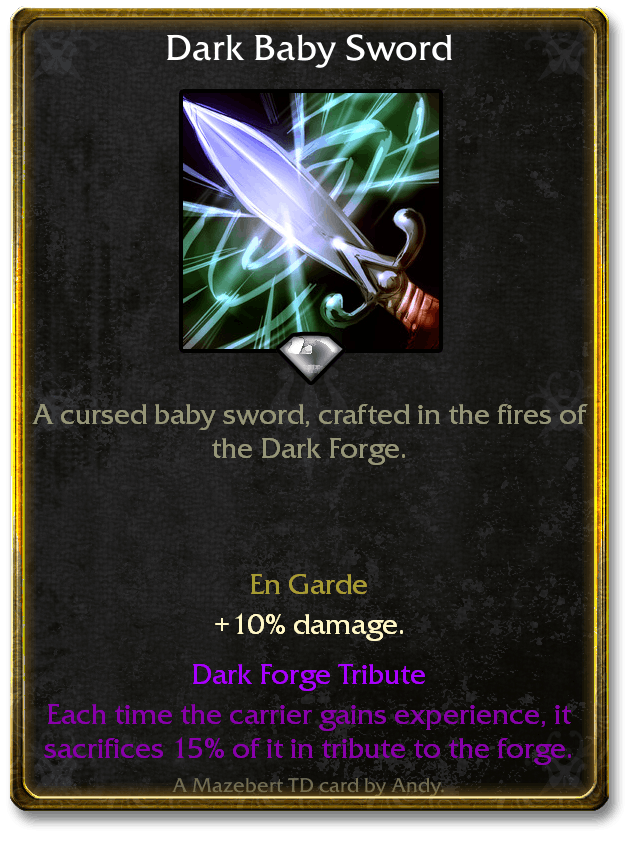 Dark Baby Sword
A cursed baby sword, crafted in the fires of
the Dark Forge.
En Garde
+10% damage.
Dark Forge Tribute
Each time the carrier gains experience, it
sacrifices 15% of it in tribute to the forge.
A Mazebert TD card by Andy.